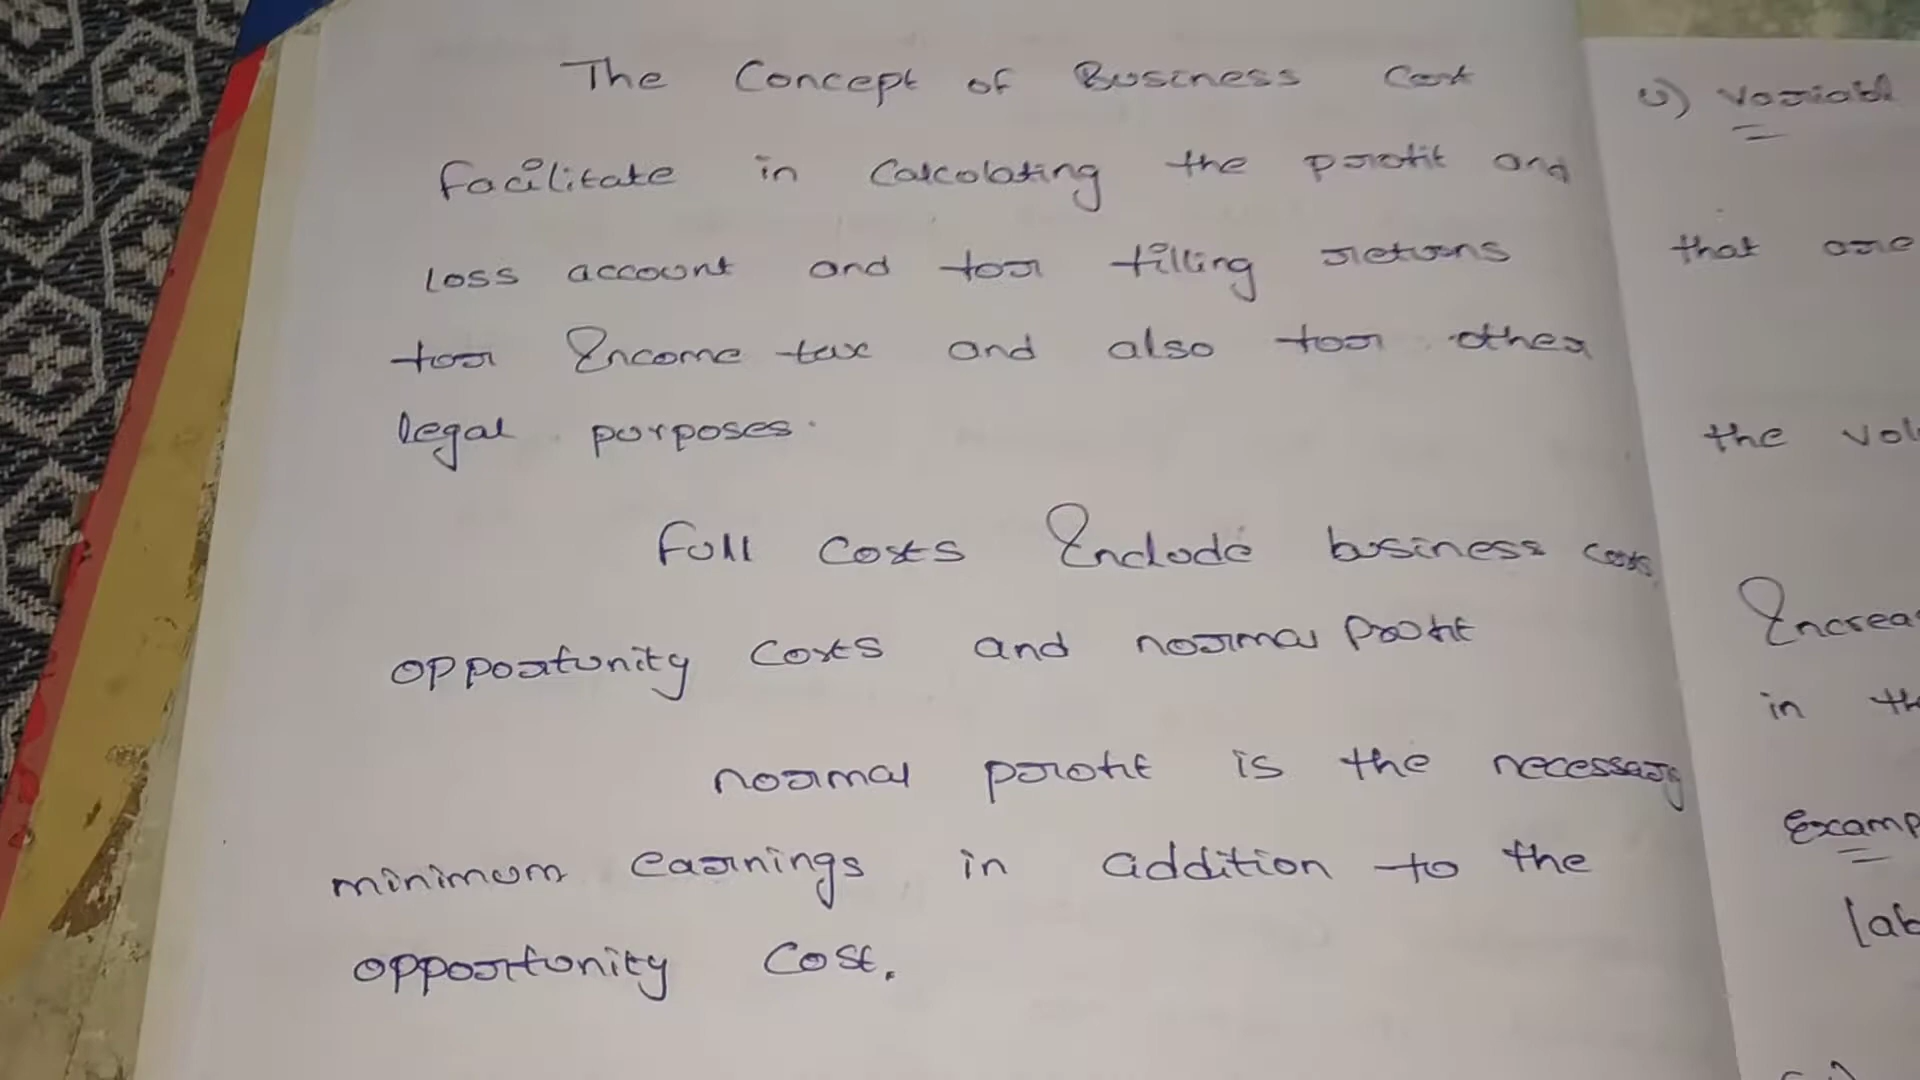 The Concept of Business Cost
facilitate in Calculating the profit and
loss account and for filling returns
for Income tax and also for other
legal purposes.
Full Costs Include business costs
opportunity Costs and normal Profit
normal profit is the necessary
minimum earnings in addition to the
opportunity Cost.
that are
the
in